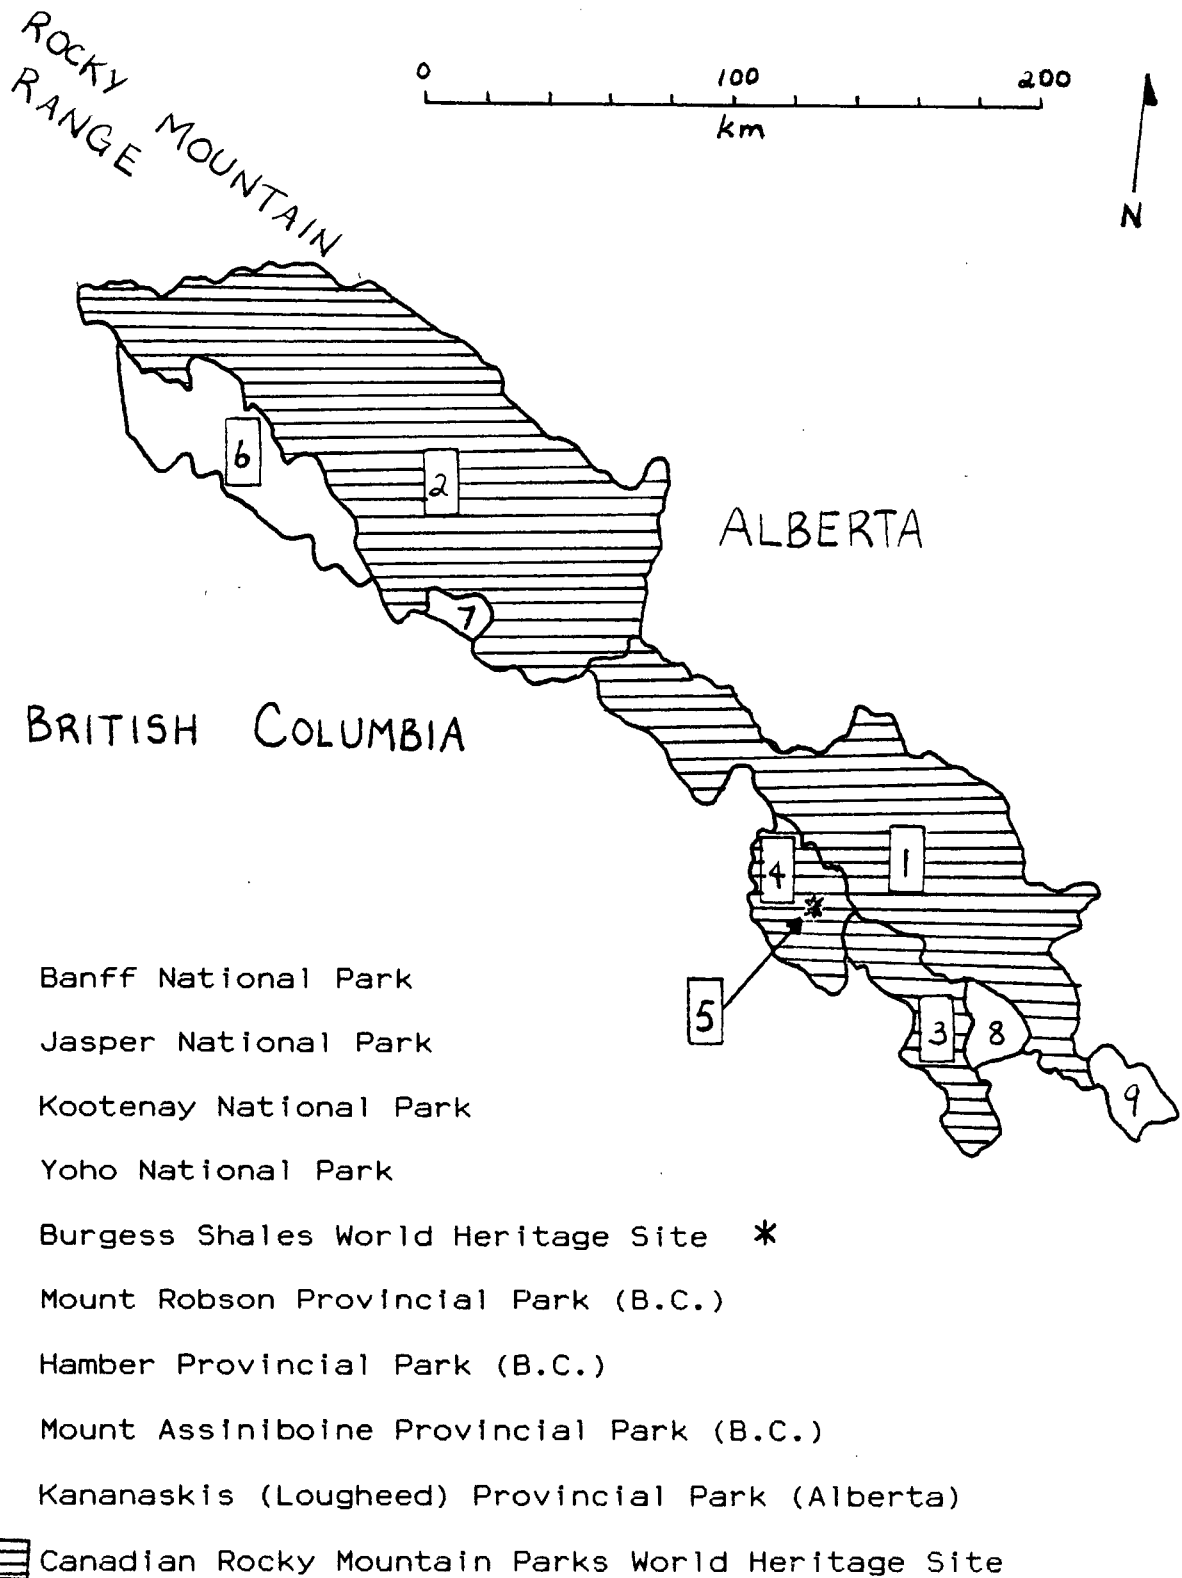 ROCKY MOUNTAIN
RANGE
0 100 200
km
N
6
2
ALBERTA
7
BRITISH COLUMBIA
4
1
5
3
8
9
Banff National Park
Jasper National Park
Kootenay National Park
Yoho National Park
Burgess Shales World Heritage Site *
Mount Robson Provincial Park (B.C.)
Hamber Provincial Park (B.C.)
Mount Assiniboine Provincial Park (B.C.)
Kananaskis (Lougheed) Provincial Park (Alberta)
Canadian Rocky Mountain Parks World Heritage Site